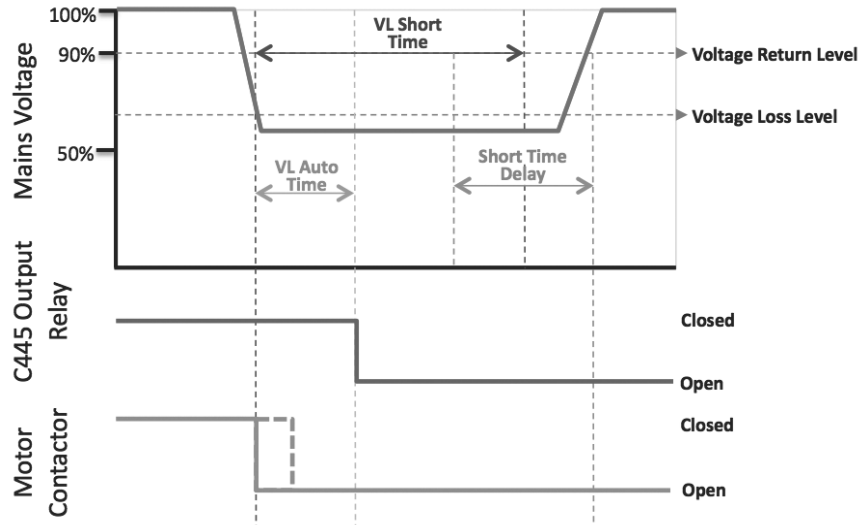 100%
VL Short
Time
90%
Voltage Return Level
Voltage Loss Level
Mains Voltage
50%
VL Auto
Time
Short Time
Delay
C445 Output
Relay
Closed
Open
Motor
Contactor
Closed
Open